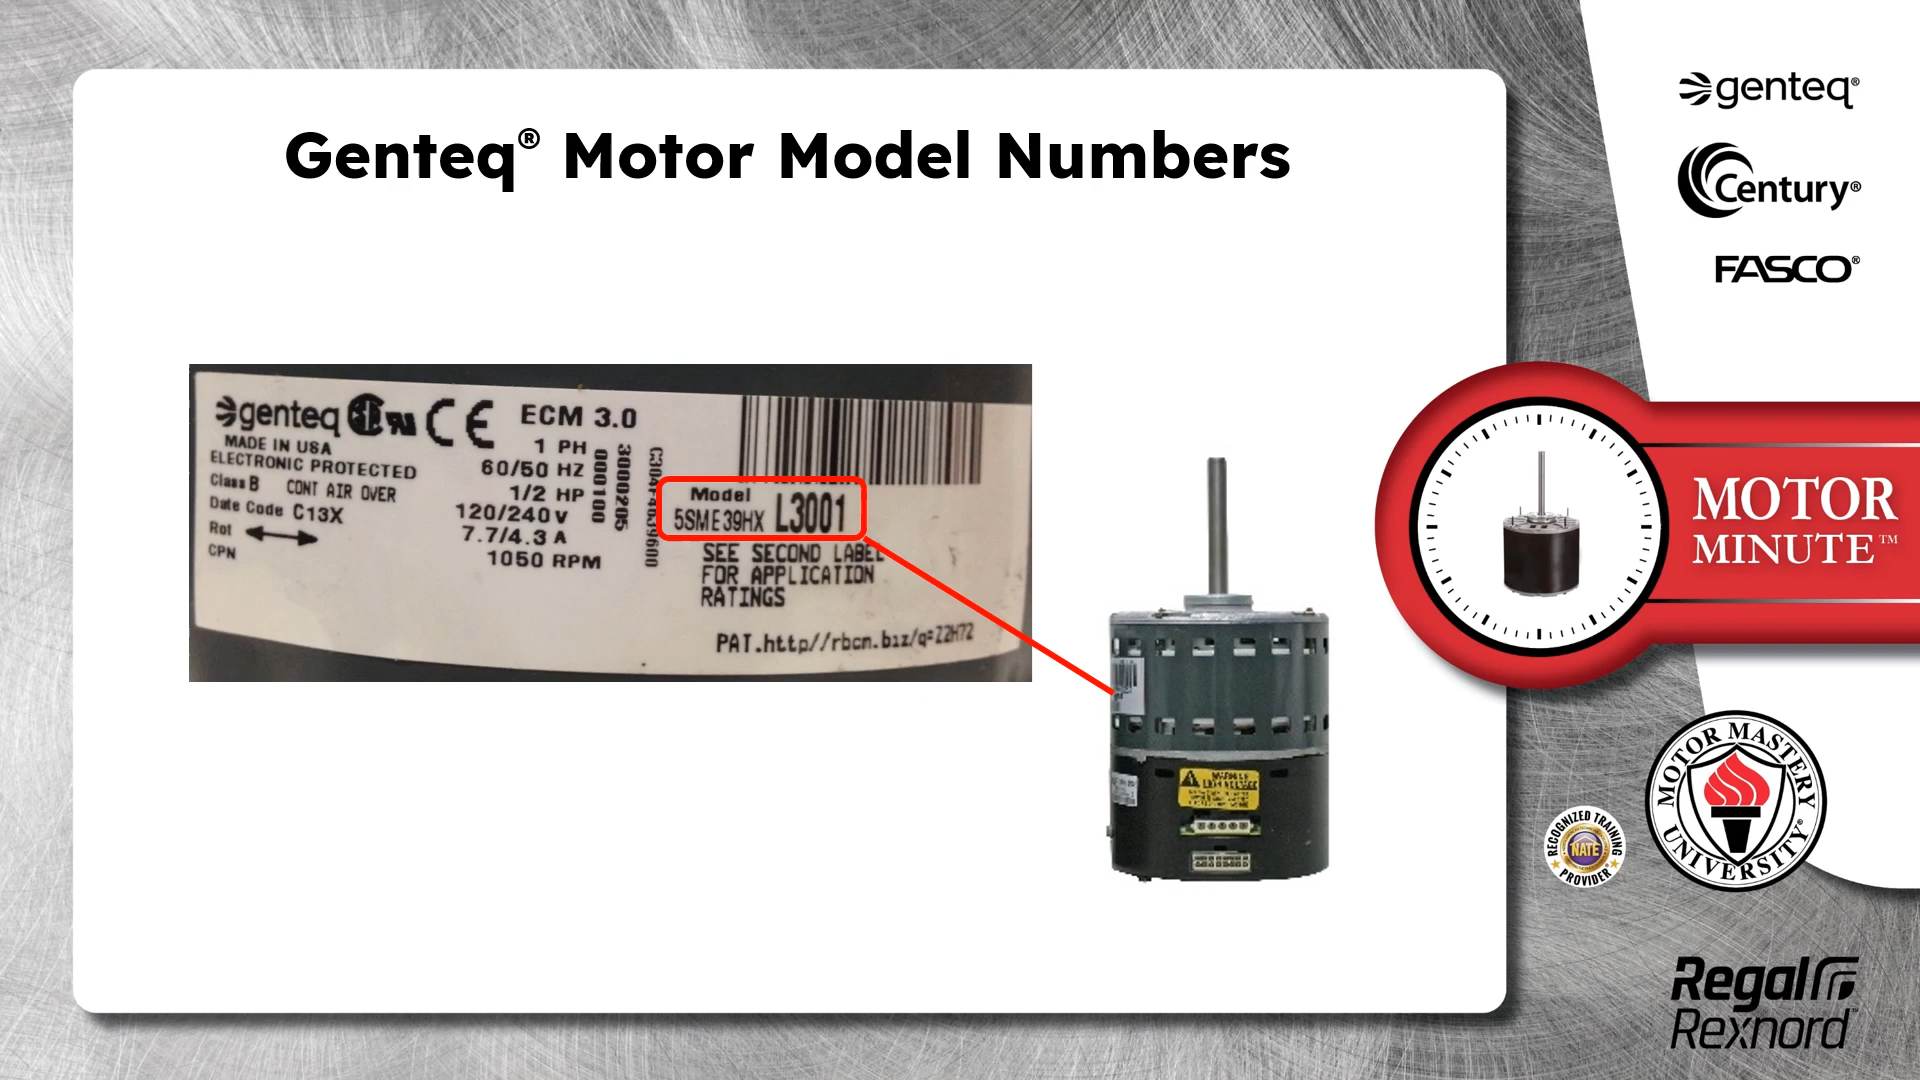 Genteq® Motor Model Numbers
genteq®
Century®
FASCO®
genteq ECM 3.0
MADE IN USA
ELECTRONIC PROTECTED
Class B CONT AIR OVER
Date Code C13X
Rot
CPN
1 PH
60/50 HZ
1/2 HP
120/240V
7.7/4.3 A
1050 RPM
000100
3000205
Model
5SME39HX L3001
SEE SECOND LABEL
FOR APPLICATION
RATINGS
PAT.http//rbcm.biz/q=Z2H72
MOTOR
MINUTE™
MOTOR MASTERY
UNIVERSITY®
RECOGNIZED TRAINING
NATE
PROVIDER®
Regal
Rexnord